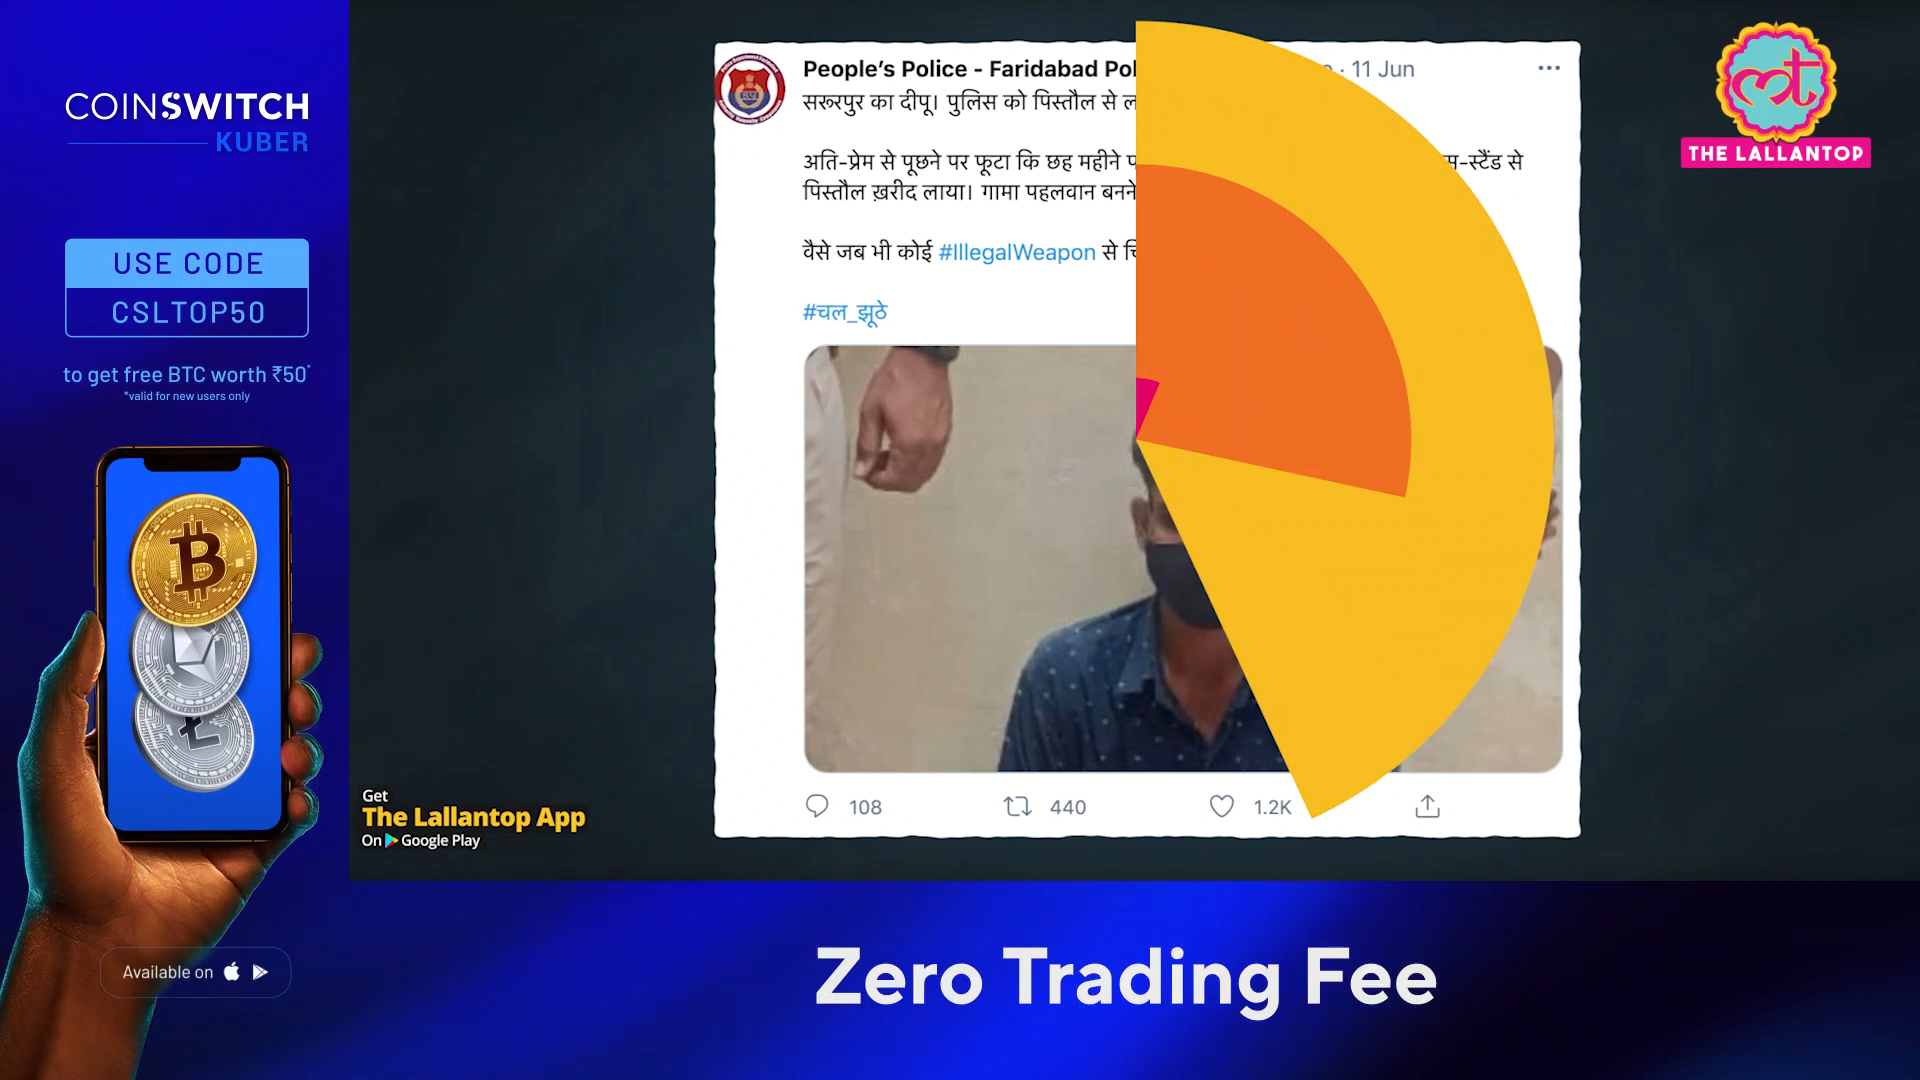 COINSWITCH
KUBER
USE CODE
CSLTOP50
to get free BTC worth ₹50*
*valid for new users only
Available on
People's Police - Faridabad Pol
· 11 Jun
सरूरपुर का दीपू। पुलिस को पिस्तौल से ल
अति-प्रेम से पूछने पर फूटा कि छह महीने
स-स्टैंड से
पिस्तौल ख़रीद लाया। गामा पहलवान बनने
वैसे जब भी कोई #IllegalWeapon से
#चल_झूठे
108 440 1.2K
THE LALLANTOP
Get
The Lallantop App
On Google Play
Zero Trading Fee